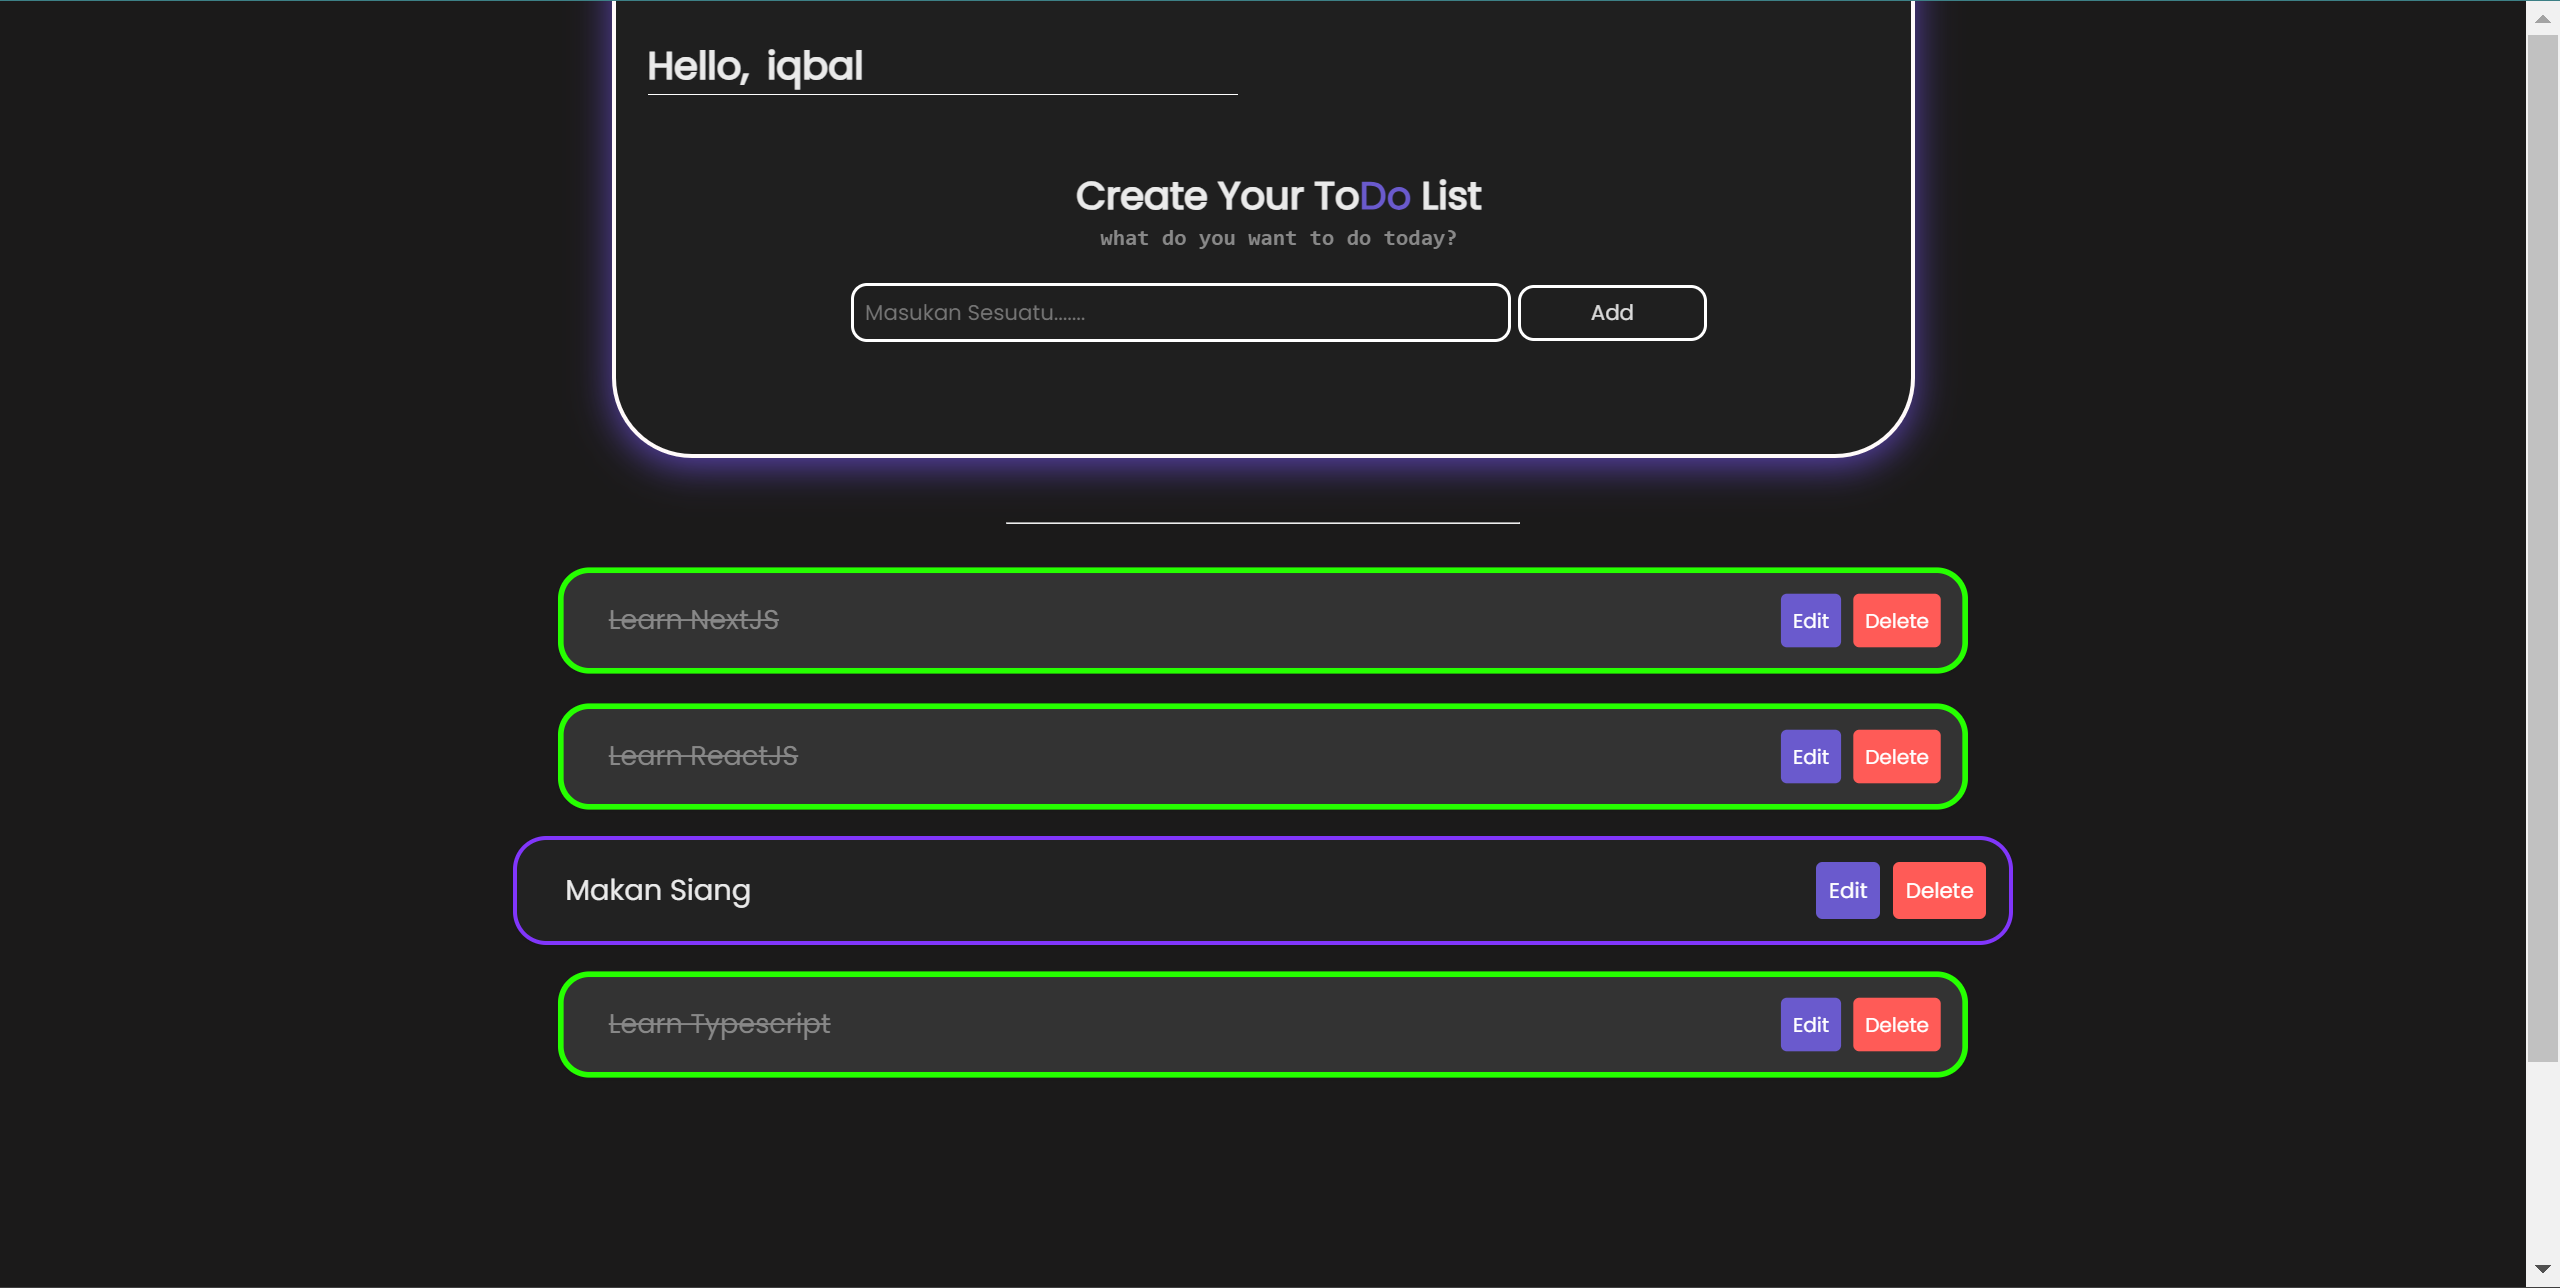 Hello, iqbal
Create Your ToDo List
what do you want to do today?
Masukan Sesuatu.......
Add
Learn NextJS
Edit
Delete
Learn ReactJS
Edit
Delete
Makan Siang
Edit
Delete
Learn Typescript
Edit
Delete